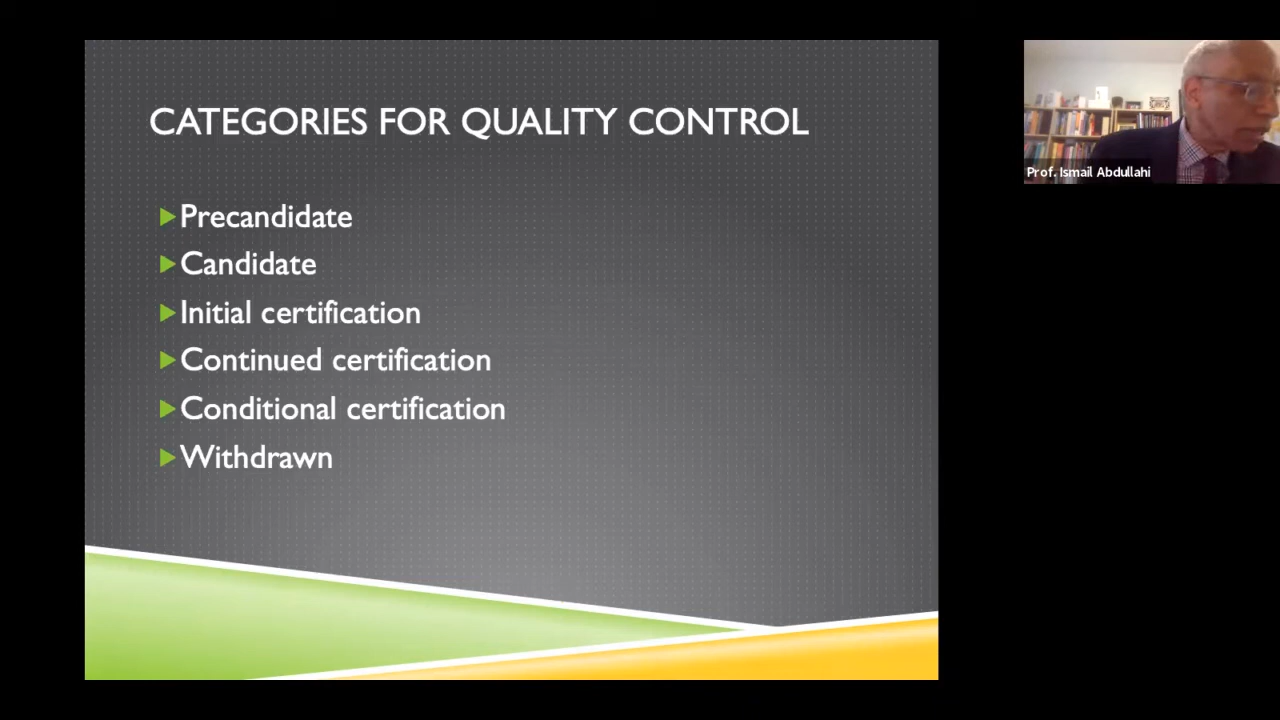 CATEGORIES FOR QUALITY CONTROL
Precandidate
Candidate
Initial certification
Continued certification
Conditional certification
Withdrawn
Prof. Ismail Abdullahi